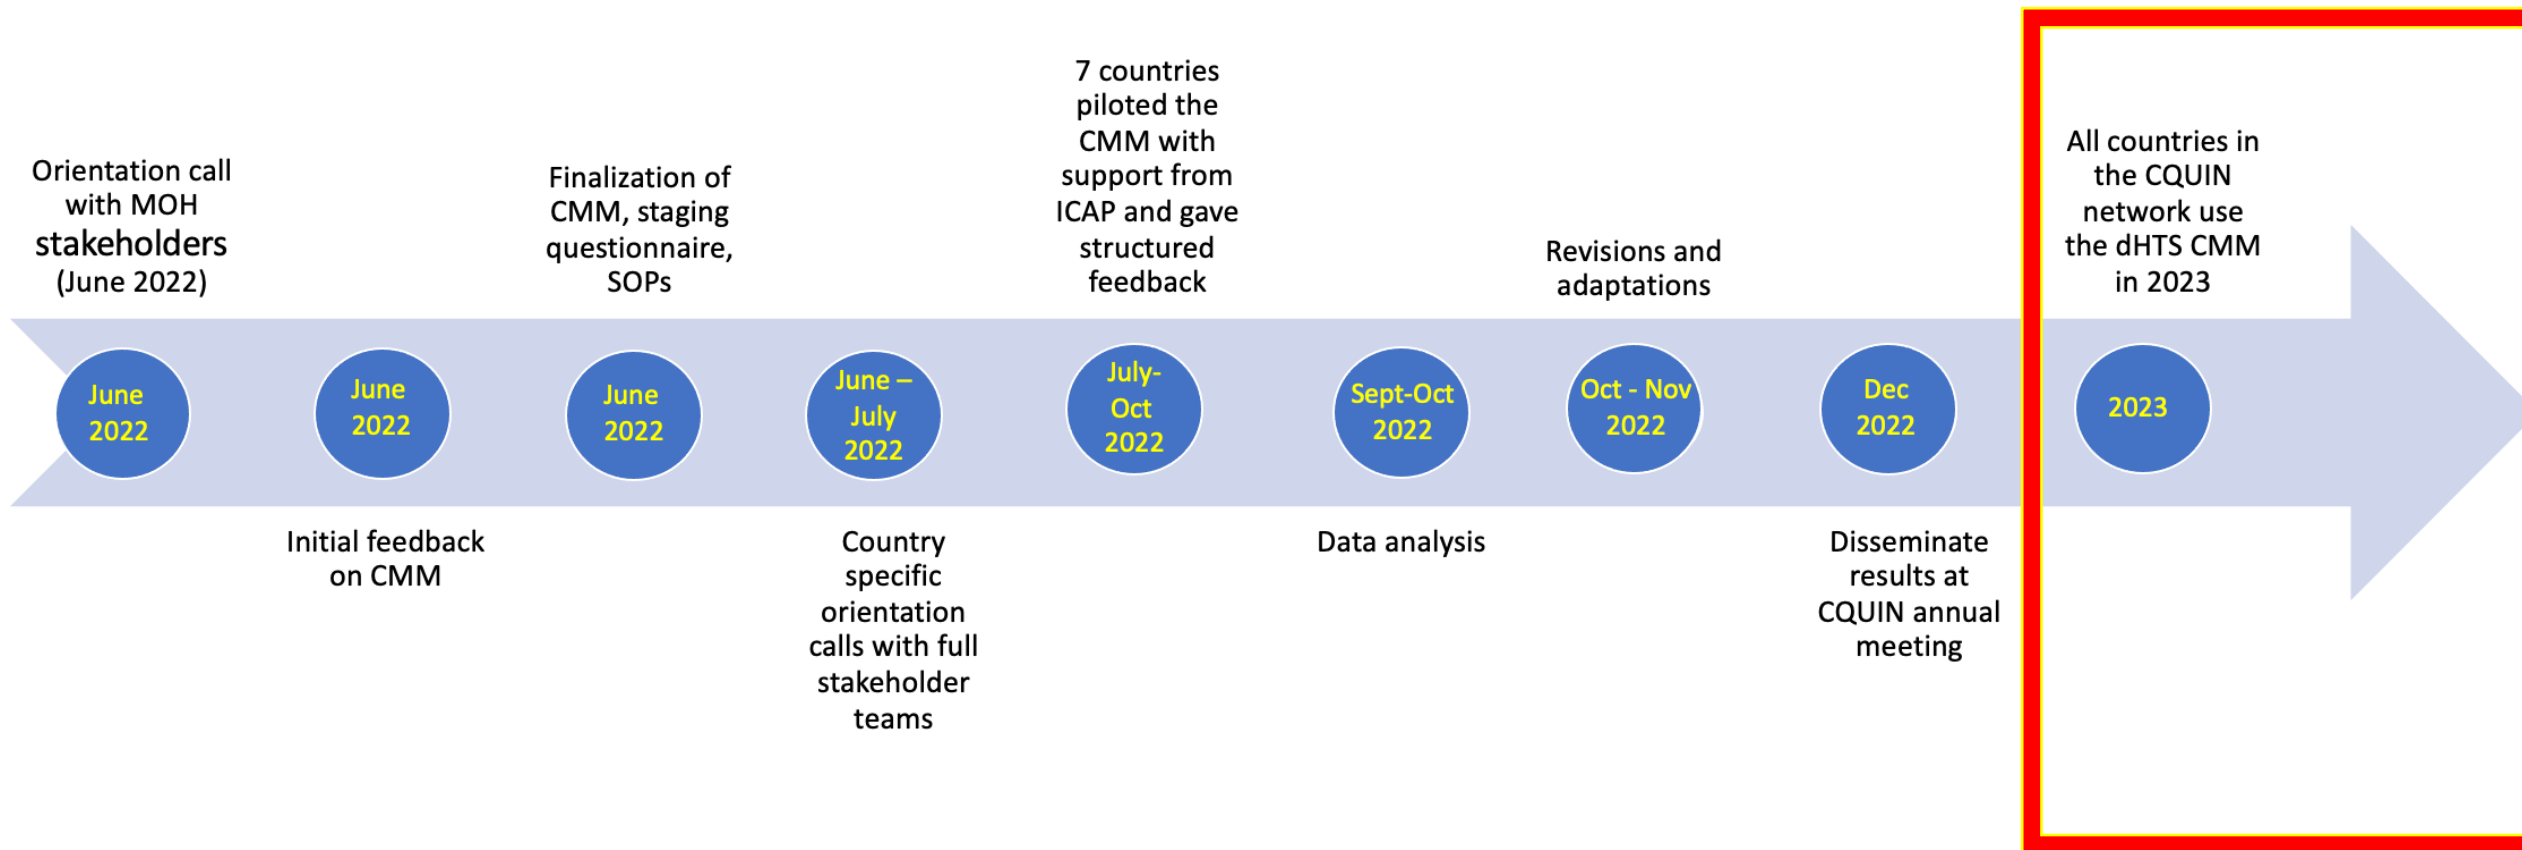 Orientation call
with MOH
stakeholders
(June 2022)
June
2022
Initial feedback
on CMM
June
2022
Finalization of
CMM, staging
questionnaire,
SOPs
June
2022
June –
July
2022
Country
specific
orientation
calls with full
stakeholder
teams
7 countries
piloted the
CMM with
support from
ICAP and gave
structured
feedback
July-
Oct
2022
Sept-Oct
2022
Data analysis
Revisions and
adaptations
Oct - Nov
2022
Dec
2022
Disseminate
results at
CQUIN annual
meeting
All countries in
the CQUIN
network use
the dHTS CMM
in 2023
2023